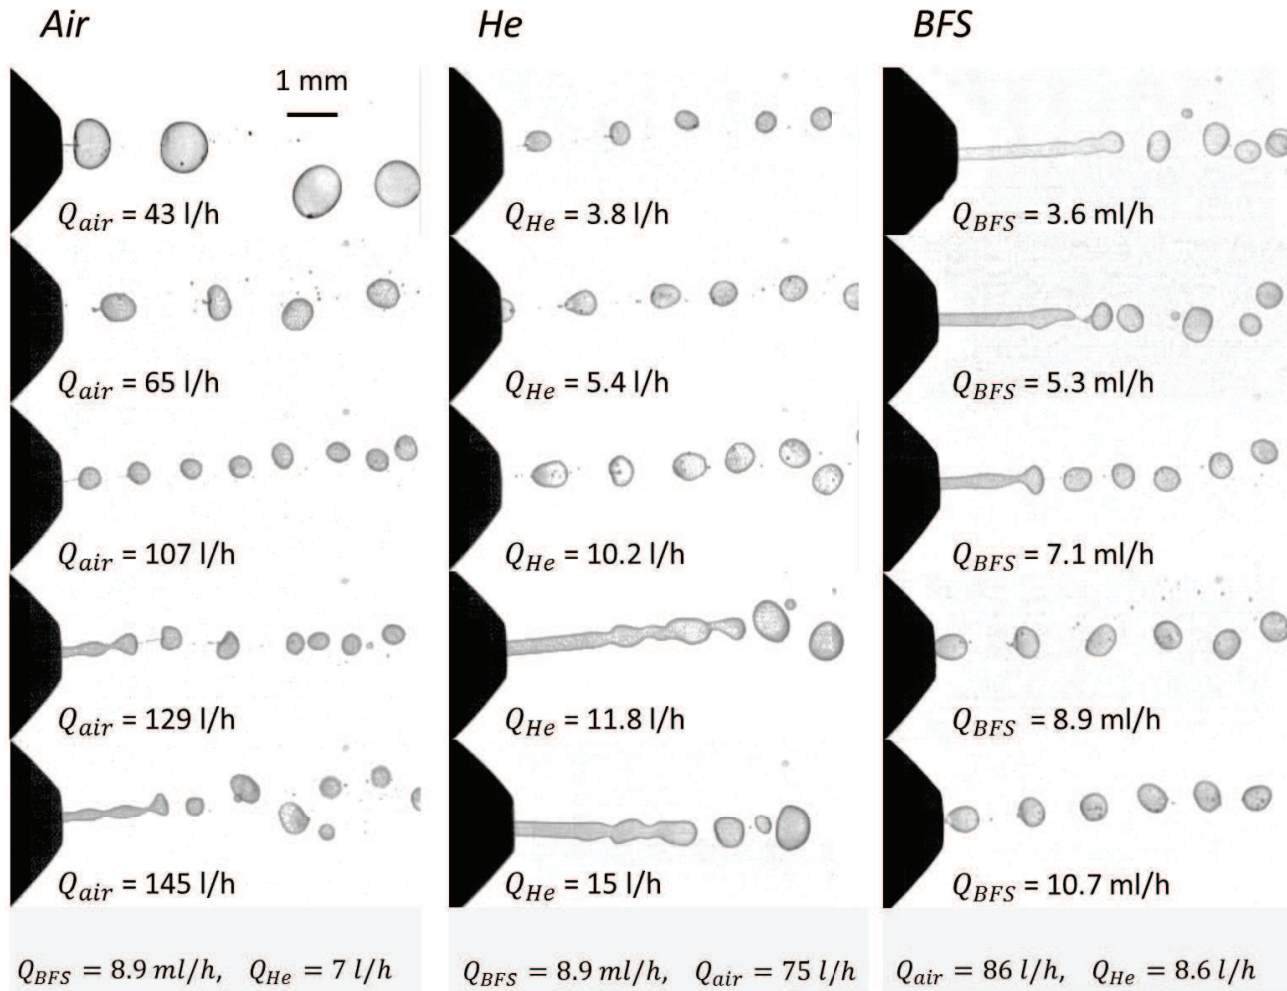 Air
He
BFS
1 mm
Q_air = 43 l/h
Q_He = 3.8 l/h
Q_BFS = 3.6 ml/h
Q_air = 65 l/h
Q_He = 5.4 l/h
Q_BFS = 5.3 ml/h
Q_air = 107 l/h
Q_He = 10.2 l/h
Q_BFS = 7.1 ml/h
Q_air = 129 l/h
Q_He = 11.8 l/h
Q_BFS = 8.9 ml/h
Q_air = 145 l/h
Q_He = 15 l/h
Q_BFS = 10.7 ml/h
Q_BFS = 8.9 ml/h, Q_He = 7 l/h
Q_BFS = 8.9 ml/h, Q_air = 75 l/h
Q_air = 86 l/h, Q_He = 8.6 l/h